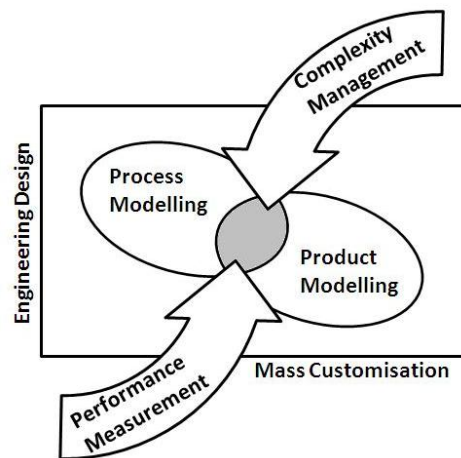 Complexity
Management
Engineering Design
Process
Modelling
Product
Modelling
Mass Customisation
Performance
Measurement